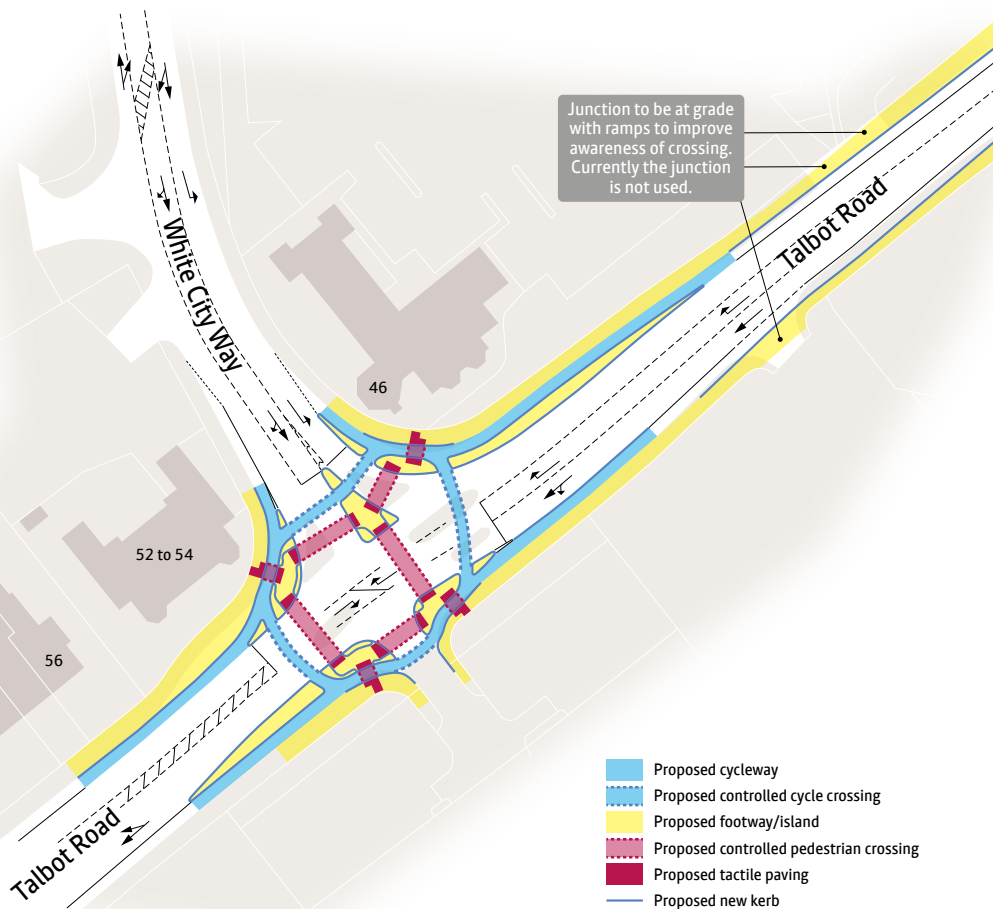 Junction to be at grade
with ramps to improve
awareness of crossing.
Currently the junction
is not used.
Talbot Road
White City Way
46
52 to 54
56
Talbot Road
Proposed cycleway
Proposed controlled cycle crossing
Proposed footway/island
Proposed controlled pedestrian crossing
Proposed tactile paving
Proposed new kerb